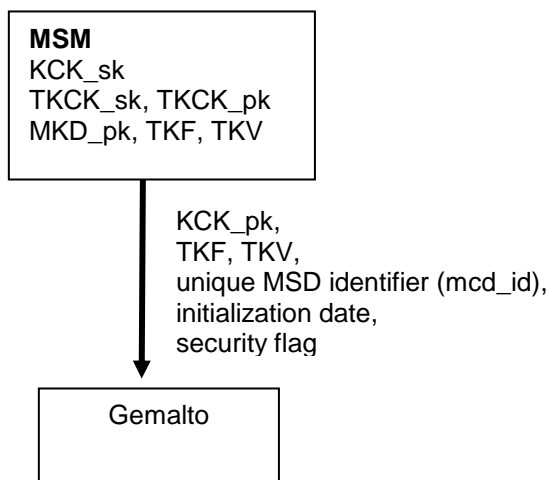 MSM
KCK_sk
TKCK_sk, TKCK_pk
MKD_pk, TKF, TKV
KCK_pk,
TKF, TKV,
unique MSD identifier (mcd_id),
initialization date,
security flag
Gemalto